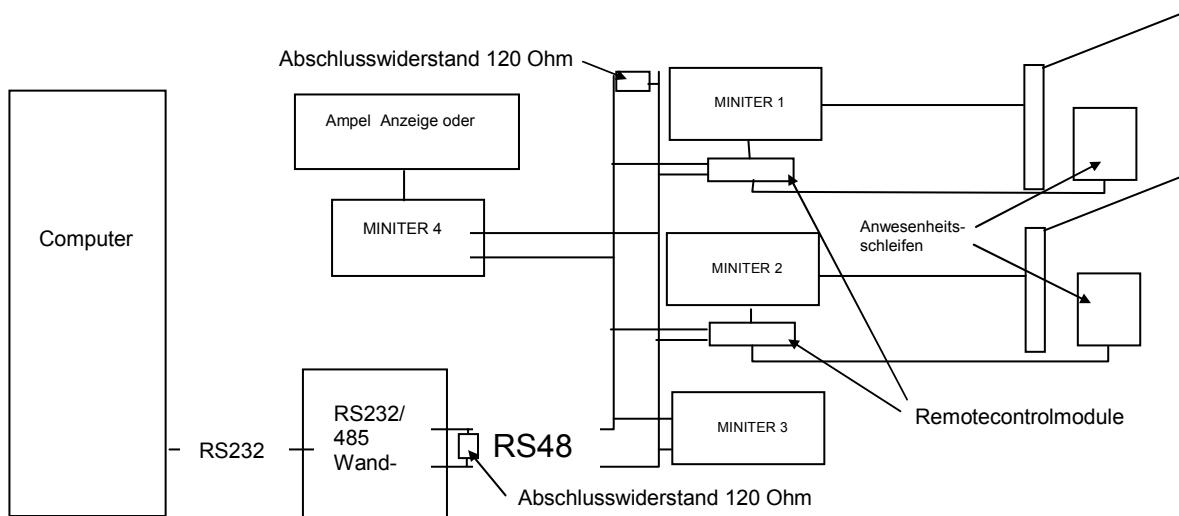 Abschlusswiderstand 120 Ohm
MINITER 1
Ampel Anzeige oder
Computer
MINITER 4
Anwesenheits-
schleifen
MINITER 2
RS232/
485
Wand-
RS232
RS48
MINITER 3
Remotecontrolmodule
Abschlusswiderstand 120 Ohm